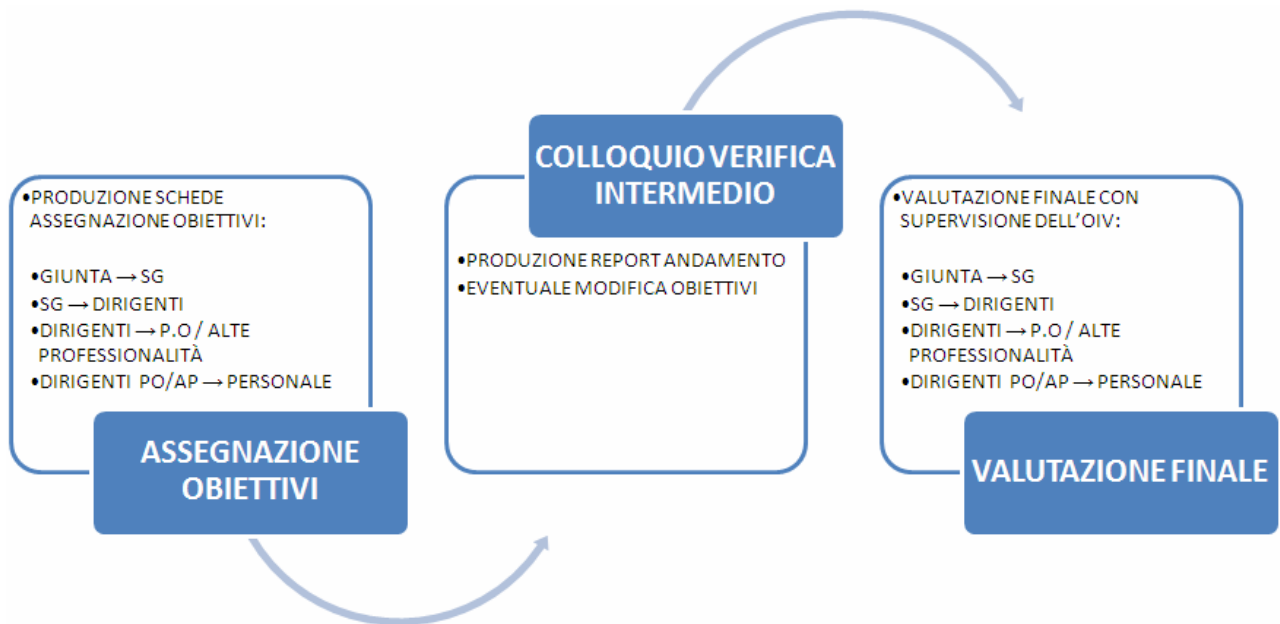 •PRODUZIONE SCHEDE
ASSEGNAZIONE OBIETTIVI:
•GIUNTA → SG
•SG → DIRIGENTI
•DIRIGENTI → P.O / ALTE
PROFESSIONALITÀ
•DIRIGENTI PO/AP → PERSONALE
ASSEGNAZIONE
OBIETTIVI
COLLOQUIO VERIFICA
INTERMEDIO
•PRODUZIONE REPORT ANDAMENTO
•EVENTUALE MODIFICA OBIETTIVI
•VALUTAZIONE FINALE CON
SUPERVISIONE DELL'OIV:
•GIUNTA → SG
•SG → DIRIGENTI
•DIRIGENTI → P.O / ALTE
PROFESSIONALITÀ
•DIRIGENTI PO/AP → PERSONALE
VALUTAZIONE FINALE